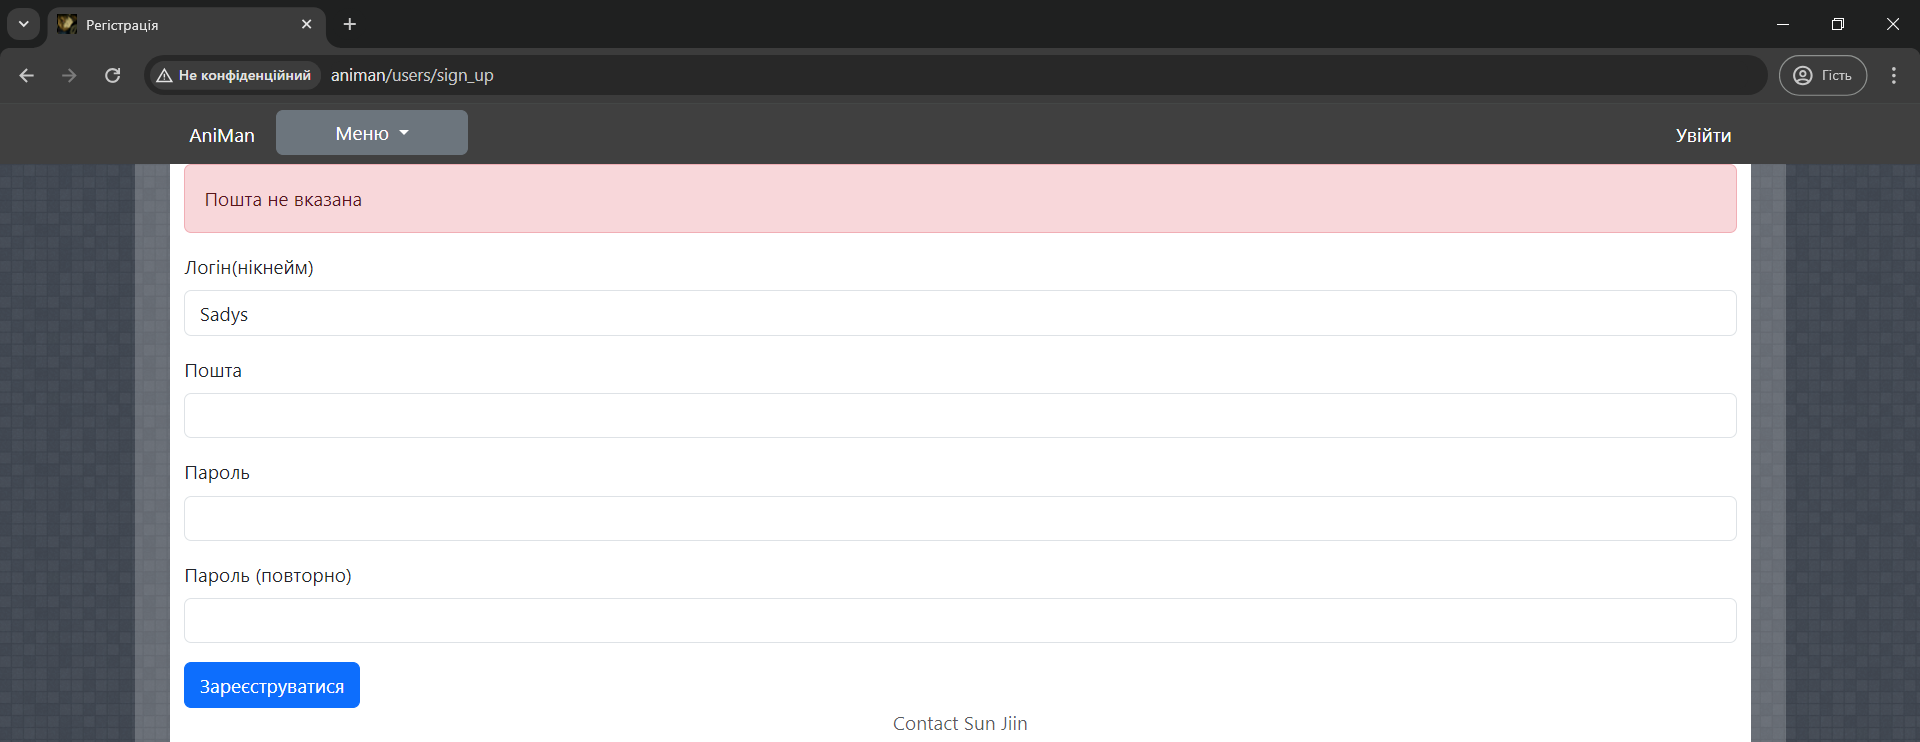 Регістрація
Не конфіденційний animan/users/sign_up Гість
AniMan Меню Увійти
Пошта не вказана
Логін(нікнейм)
Sadys
Пошта
Пароль
Пароль (повторно)
Зареєструватися
Contact Sun Jiin